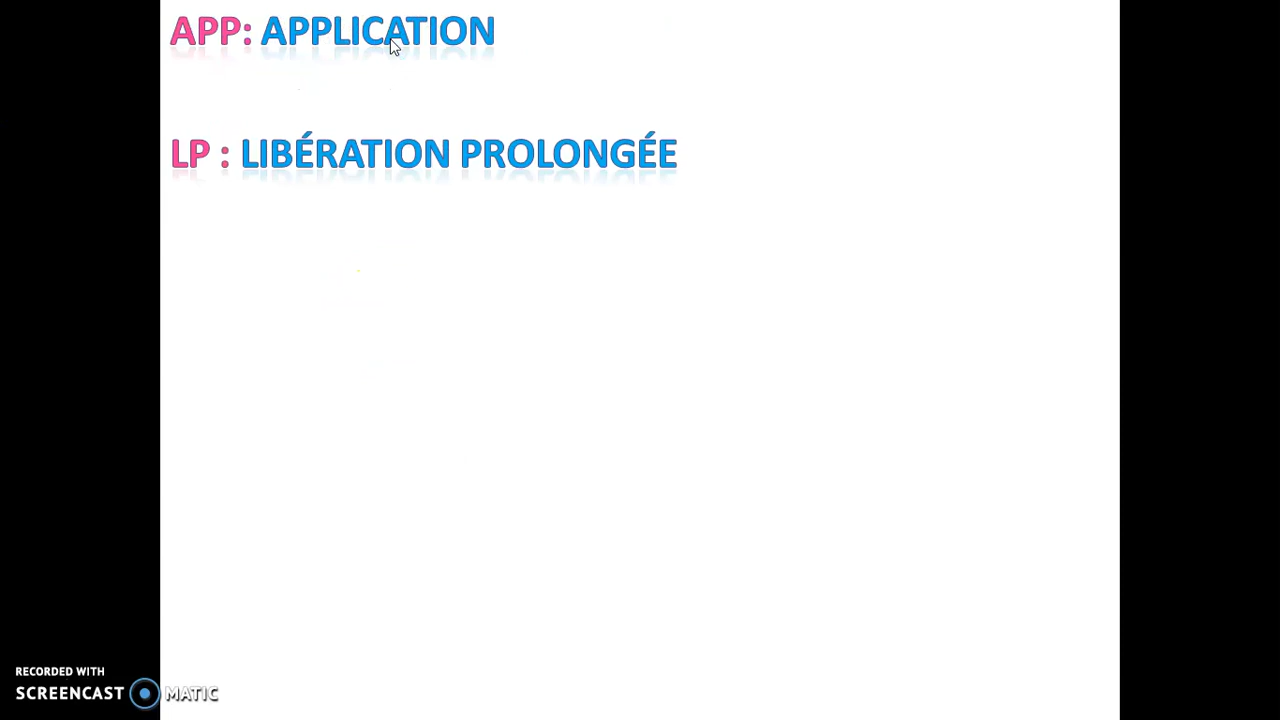 APP: APPLICATION
LP : LIBÉRATION PROLONGÉE
RECORDED WITH
SCREENCAST MATIC